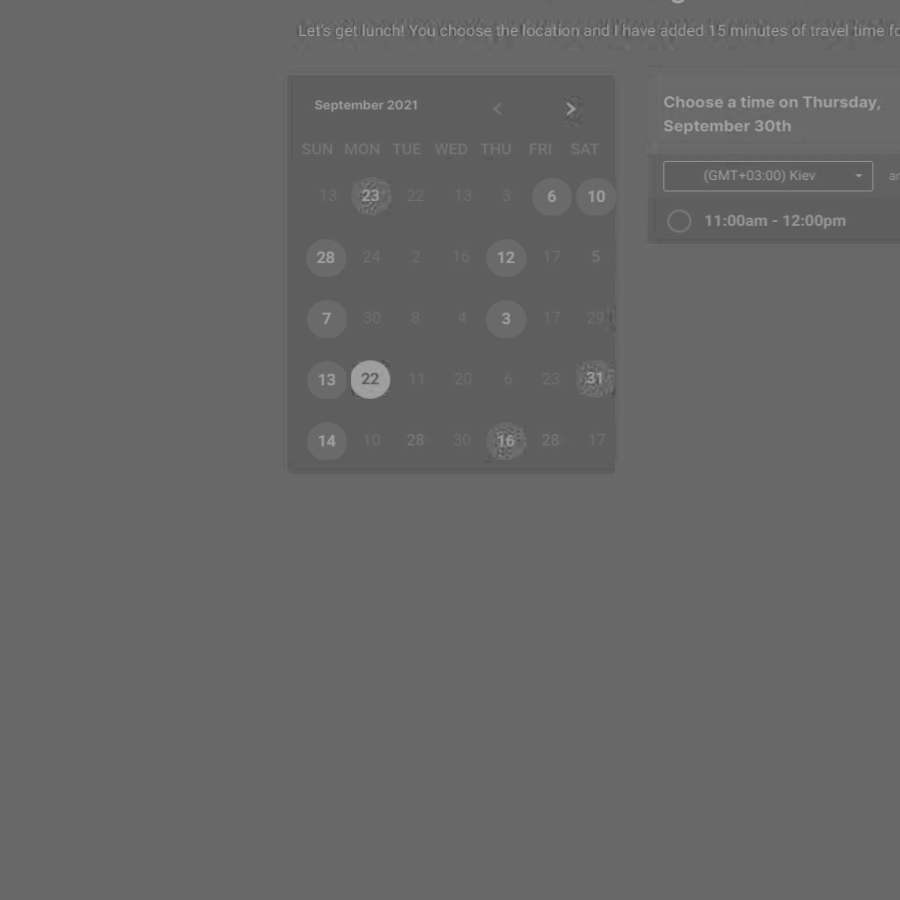 Let's get lunch! You choose the location and I have added 15 minutes of travel time
September 2021
SUN MON TUE WED THU FRI SAT
13 23 22 13 3 6 10
28 24 2 16 12 17 5
7 30 8 4 3 17 29
13 22 11 20 6 23 31
14 10 28 30 16 28 17
Choose a time on Thursday,
September 30th
(GMT+03:00) Kiev
11:00am - 12:00pm